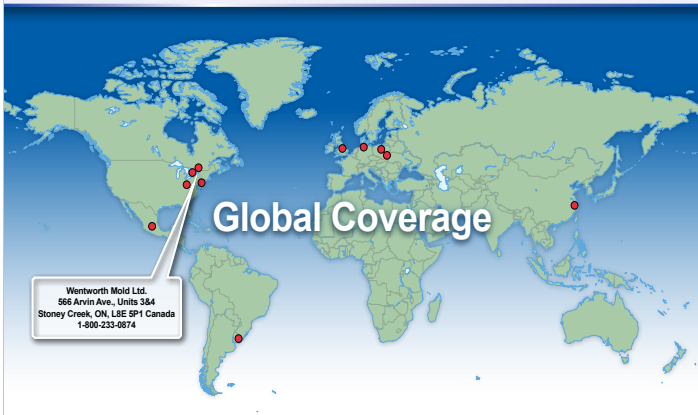 Global Coverage
Wentworth Mold Ltd.
566 Arvin Ave., Units 3&4
Stoney Creek, ON, L8E 5P1 Canada
1-800-233-0874